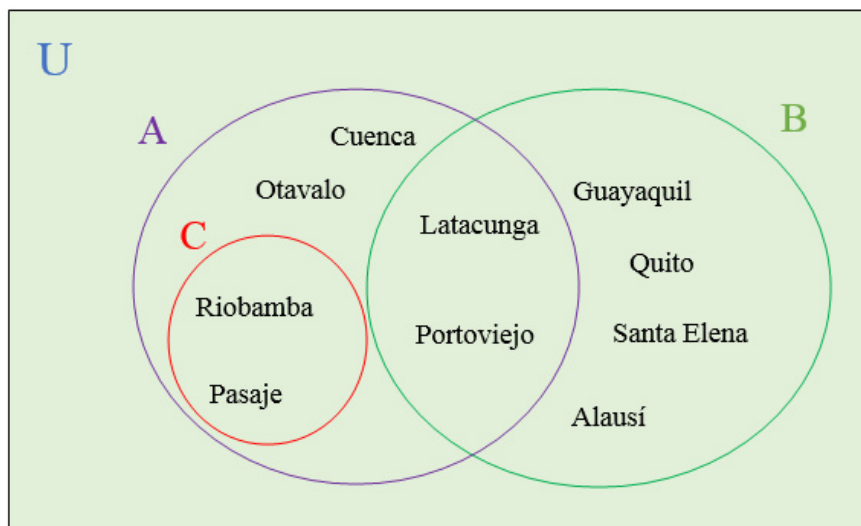 U
A
B
Cuenca
Otavalo
Guayaquil
Latacunga
C
Quito
Riobamba
Portoviejo
Santa Elena
Pasaje
Alausí